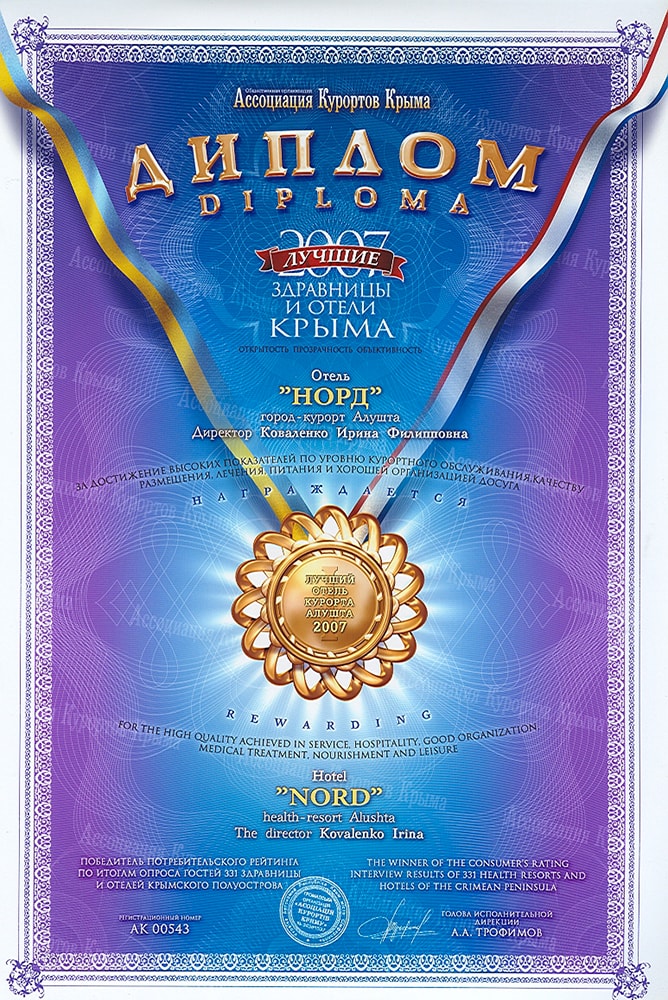 Общественная организация
Ассоциация Курортов Крыма
ДИПЛОМ
DIPLOMA
2007
ЛУЧШИЕ
ЗДРАВНИЦЫ
И ОТЕЛИ
КРЫМА
ОТКРЫТОСТЬ ПРОЗРАЧНОСТЬ ОБЪЕКТИВНОСТЬ
Отель
"НОРД"
город-курорт Алушта
Директор Коваленко Ирина Филипповна
ЗА ДОСТИЖЕНИЕ ВЫСОКИХ ПОКАЗАТЕЛЕЙ ПО УРОВНЮ КУРОРТНОГО ОБСЛУЖИВАНИЯ, КАЧЕСТВУ
РАЗМЕЩЕНИЯ, ЛЕЧЕНИЯ, ПИТАНИЯ И ХОРОШЕЙ ОРГАНИЗАЦИЕЙ ДОСУГА
НАГРАЖДАЕТСЯ
ЛУЧШИЙ
ОТЕЛЬ
КУРОРТА
АЛУШТА
2007
REWARDING
FOR THE HIGH QUALITY ACHIEVED IN SERVICE, HOSPITALITY, GOOD ORGANIZATION,
MEDICAL TREATMENT, NOURISHMENT AND LEISURE
Hotel
"NORD"
health-resort Alushta
The director Kovalenko Irina
ПОБЕДИТЕЛЬ ПОТРЕБИТЕЛЬСКОГО РЕЙТИНГА
ПО ИТОГАМ ОПРОСА ГОСТЕЙ 331 ЗДРАВНИЦЫ
И ОТЕЛЕЙ КРЫМСКОГО ПОЛУОСТРОВА
THE WINNER OF THE CONSUMER'S RATING
INTERVIEW RESULTS OF 331 HEALTH RESORTS AND
HOTELS OF THE CRIMEAN PENINSULA
РЕГИСТРАЦИОННЫЙ НОМЕР
АК 00543
АСОЦІАЦІЯ
КУРОРТІВ
КРИМУ
ГОЛОВА ИСПОЛНИТЕЛЬНОЙ
ДИРЕКЦИИ
А.А. ТРОФИМОВ